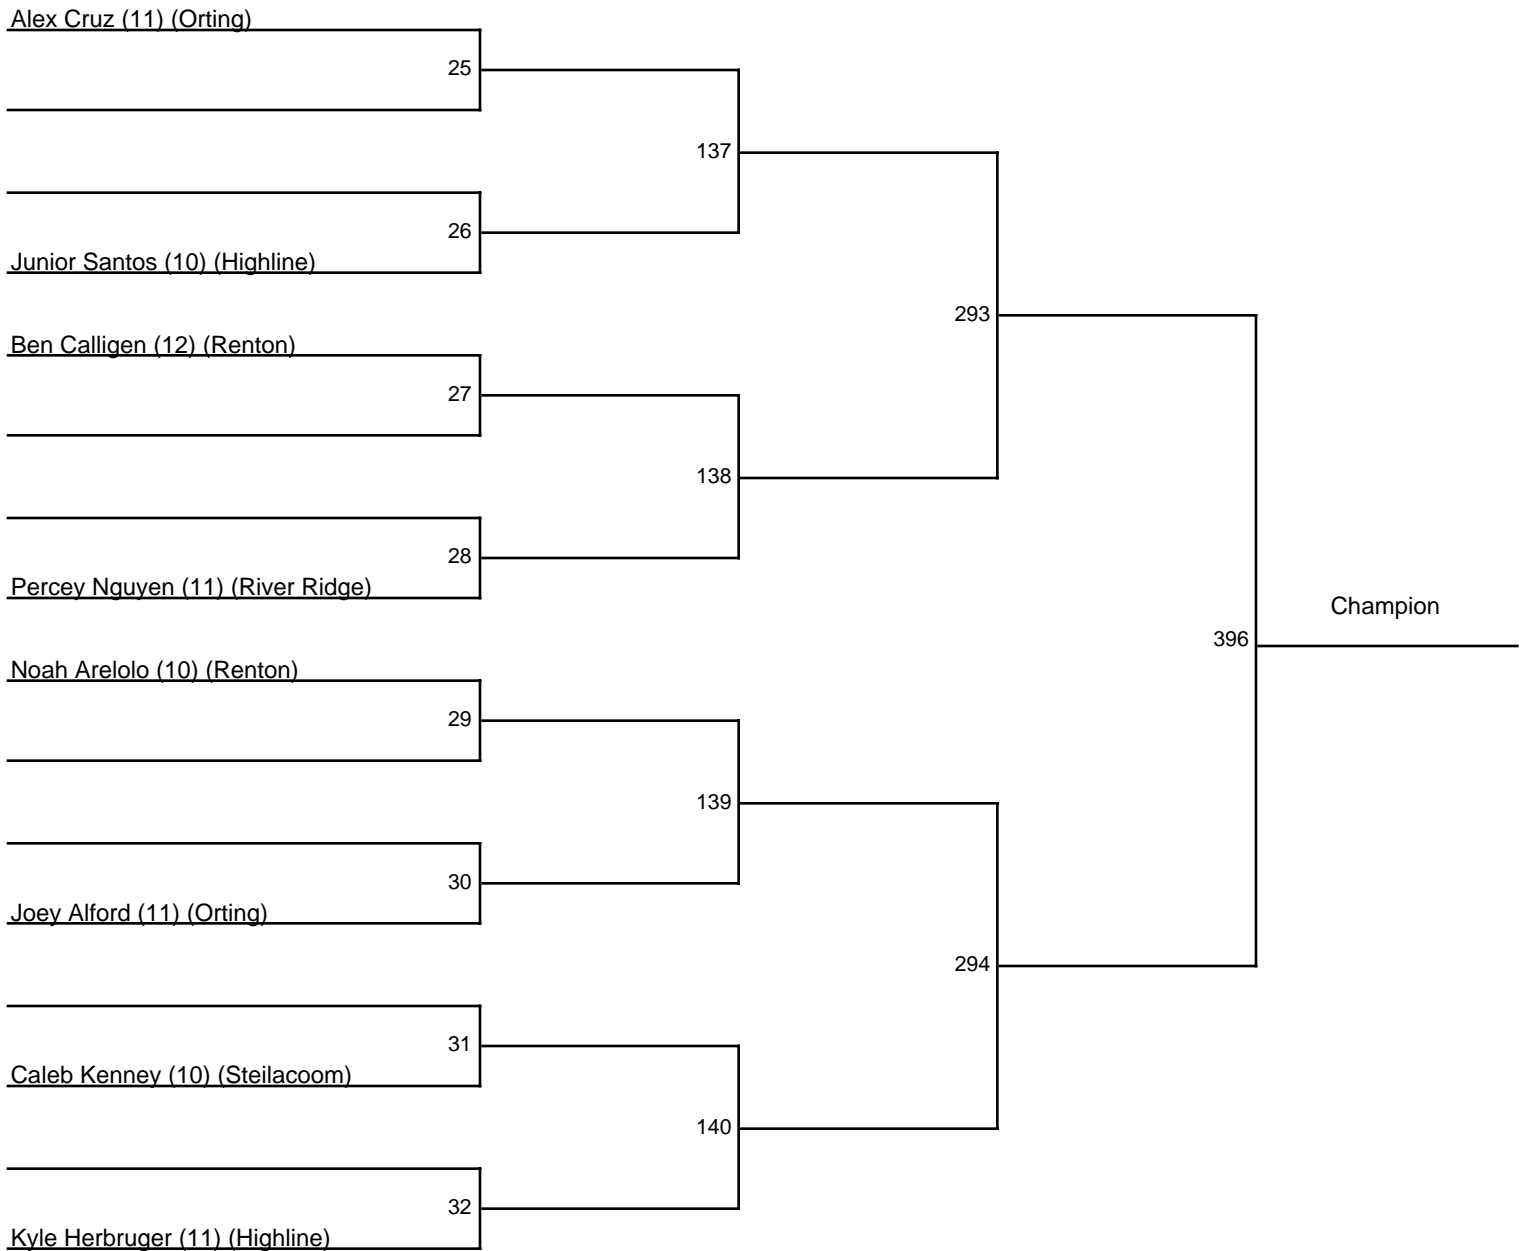 Alex Cruz (11) (Orting)
25
137
26
Junior Santos (10) (Highline)
293
Ben Calligen (12) (Renton)
27
138
28
Percey Nguyen (11) (River Ridge)
Champion
396
Noah Arelolo (10) (Renton)
29
139
30
Joey Alford (11) (Orting)
294
31
Caleb Kenney (10) (Steilacoom)
140
32
Kyle Herbruger (11) (Highline)